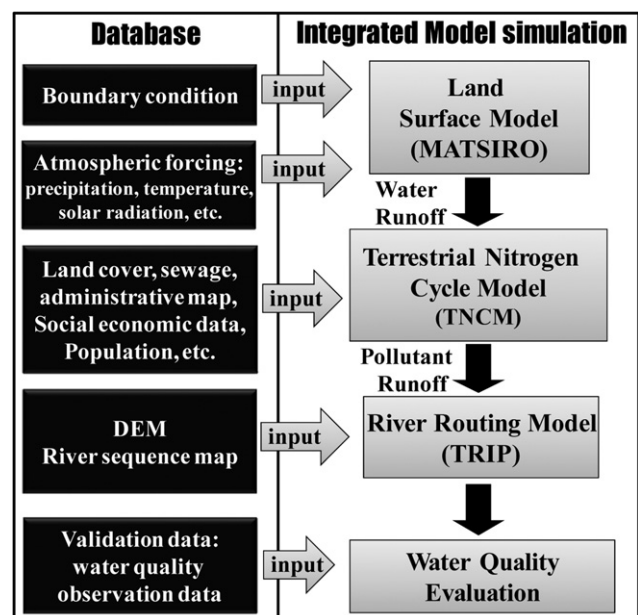 Database
Integrated Model simulation
Boundary condition
input
Land
Surface Model
(MATSIRO)
Atmospheric forcing:
precipitation, temperature,
solar radiation, etc.
input
Water
Runoff
Land cover, sewage,
administrative map,
Social economic data,
Population, etc.
input
Terrestrial Nitrogen
Cycle Model
(TNCM)
Pollutant
Runoff
DEM
River sequence map
input
River Routing Model
(TRIP)
Validation data:
water quality
observation data
input
Water Quality
Evaluation